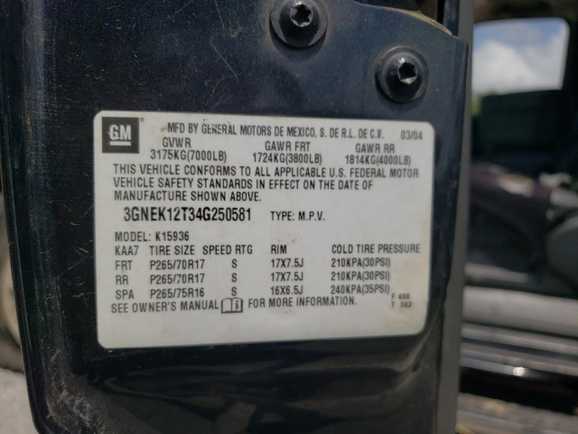 GM
MFD BY GENERAL MOTORS DE MEXICO, S. DE R.L. DE C.V. 03/04
GVWR GAWR FRT GAWR RR
3175KG(7000LB) 1724KG(3800LB) 1814KG(4000LB)
THIS VEHICLE CONFORMS TO ALL APPLICABLE U.S. FEDERAL MOTOR
VEHICLE SAFETY STANDARDS IN EFFECT ON THE DATE OF
MANUFACTURE SHOWN ABOVE.
3GNEK12T34G250581 TYPE: M.P.V.
MODEL: K15936
KAA7 TIRE SIZE SPEED RTG RIM COLD TIRE PRESSURE
FRT P265/70R17 S 17X7.5J 210KPA(30PSI)
RR P265/70R17 S 17X7.5J 210KPA(30PSI)
SPA P265/75R16 S 16X6.5J 240KPA(35PSI)
SEE OWNER'S MANUAL FOR MORE INFORMATION.
F
T